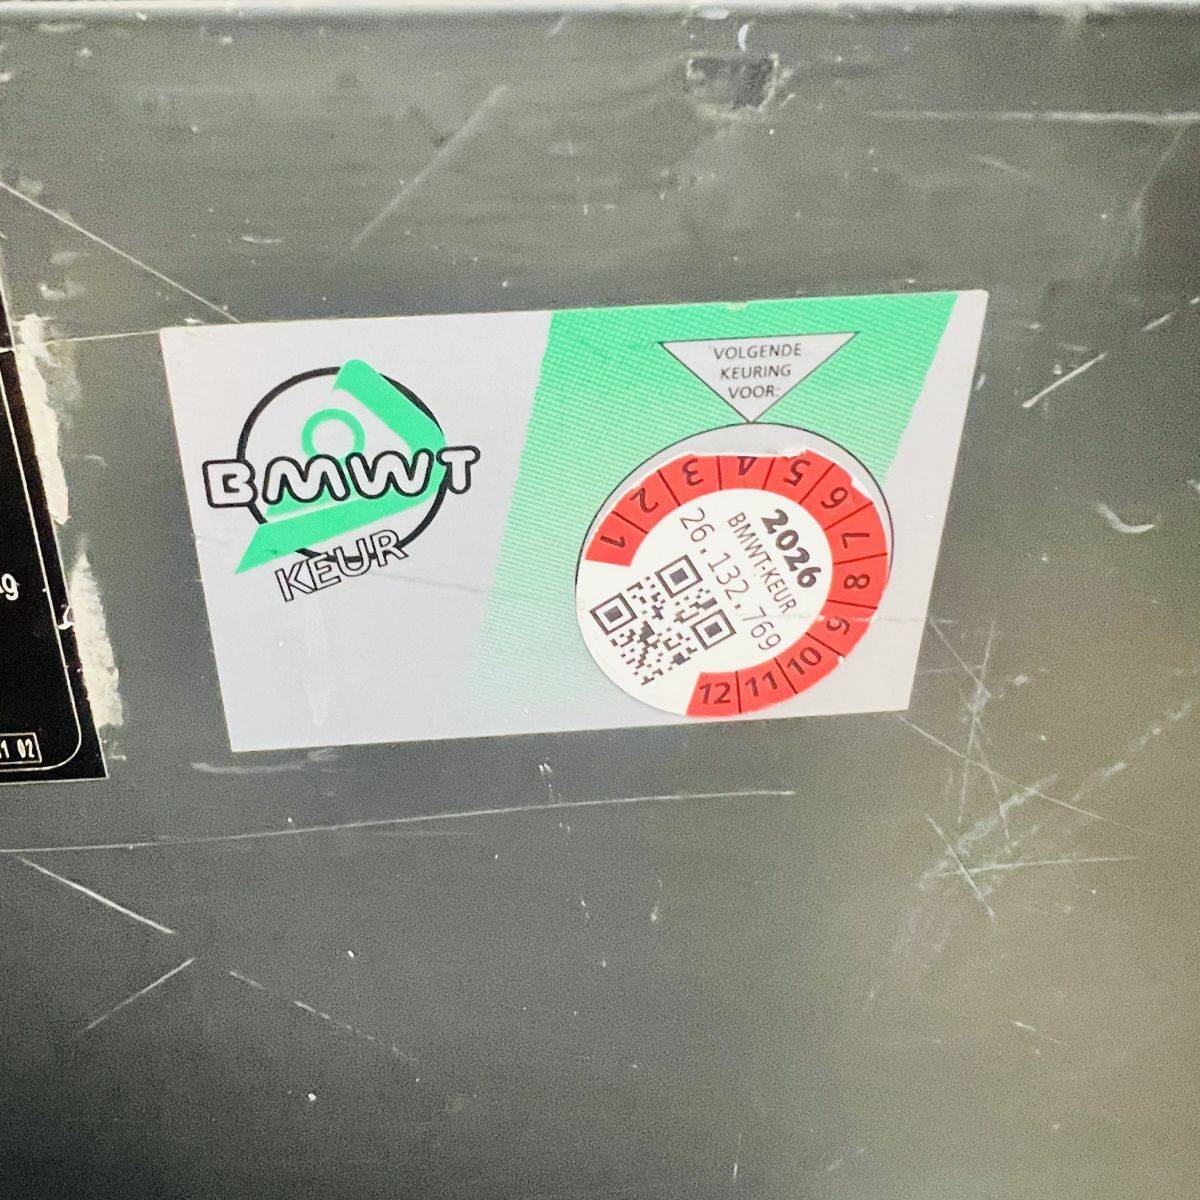 BMWT
KEUR
VOLGENDE
KEURING
VOOR:
1 2 3 4 5 6 7 8 9 10 11 12
2026
BMWT-KEUR
26.132.769